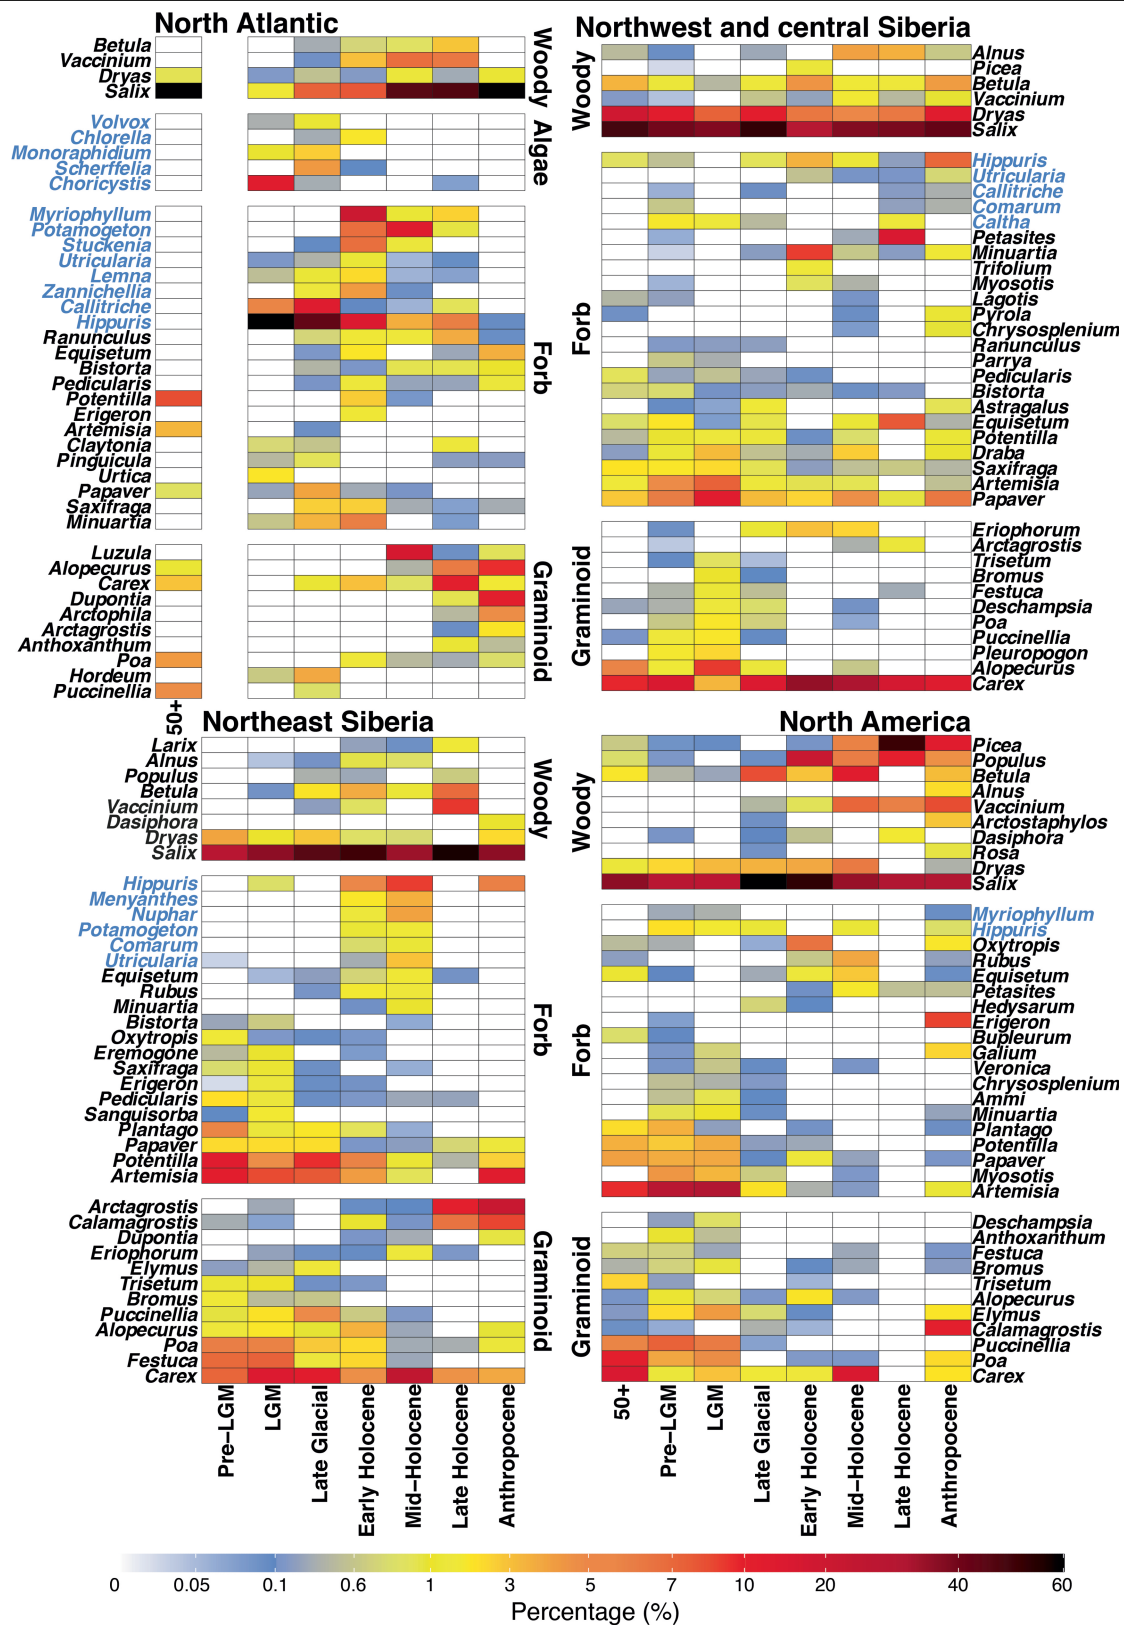 North Atlantic
Betula
Vaccinium
Dryas
Salix
Woody
Volvox
Chlorella
Monoraphidium
Scherffelia
Choricystis
Algae
Myriophyllum
Potamogeton
Stuckenia
Utricularia
Lemna
Zannichellia
Callitriche
Hippuris
Ranunculus
Equisetum
Bistorta
Pedicularis
Potentilla
Erigeron
Artemisia
Claytonia
Pinguicula
Urtica
Papaver
Saxifraga
Minuartia
Forb
Luzula
Alopecurus
Carex
Dupontia
Arctophila
Arctagrostis
Anthoxanthum
Poa
Hordeum
Puccinellia
Graminoid
50+
Northwest and central Siberia
Woody
Alnus
Picea
Betula
Vaccinium
Dryas
Salix
Forb
Hippuris
Utricularia
Callitriche
Comarum
Caltha
Petasites
Minuartia
Trifolium
Myosotis
Lagotis
Pyrola
Chrysosplenium
Ranunculus
Parrya
Pedicularis
Bistorta
Astragalus
Equisetum
Potentilla
Draba
Saxifraga
Artemisia
Papaver
Graminoid
Eriophorum
Arctagrostis
Trisetum
Bromus
Festuca
Deschampsia
Poa
Puccinellia
Pleuropogon
Alopecurus
Carex
Northeast Siberia
Larix
Alnus
Populus
Betula
Vaccinium
Dasiphora
Dryas
Salix
Woody
Hippuris
Menyanthes
Nuphar
Potamogeton
Comarum
Utricularia
Equisetum
Rubus
Minuartia
Bistorta
Oxytropis
Eremogone
Saxifraga
Erigeron
Pedicularis
Sanquisorba
Plantago
Papaver
Potentilla
Artemisia
Forb
Arctagrostis
Calamagrostis
Dupontia
Eriophorum
Elymus
Trisetum
Bromus
Puccinellia
Alopecurus
Poa
Festuca
Carex
Graminoid
Pre-LGM
LGM
Late Glacial
Early Holocene
Mid-Holocene
Late Holocene
Anthropocene
North America
Woody
Picea
Populus
Betula
Alnus
Vaccinium
Arctostaphylos
Dasiphora
Rosa
Dryas
Salix
Forb
Myriophyllum
Hippuris
Oxytropis
Rubus
Equisetum
Petasites
Hedysarum
Erigeron
Bupleurum
Galium
Veronica
Chrysosplenium
Ammi
Minuartia
Plantago
Potentilla
Papaver
Myosotis
Artemisia
Graminoid
Deschampsia
Anthoxanthum
Festuca
Bromus
Trisetum
Alopecurus
Elymus
Calamagrostis
Puccinellia
Poa
Carex
50+
Pre-LGM
LGM
Late Glacial
Early Holocene
Mid-Holocene
Late Holocene
Anthropocene
0 0.05 0.1 0.6 1 3 5 7 10 20 40 60
Percentage (%)